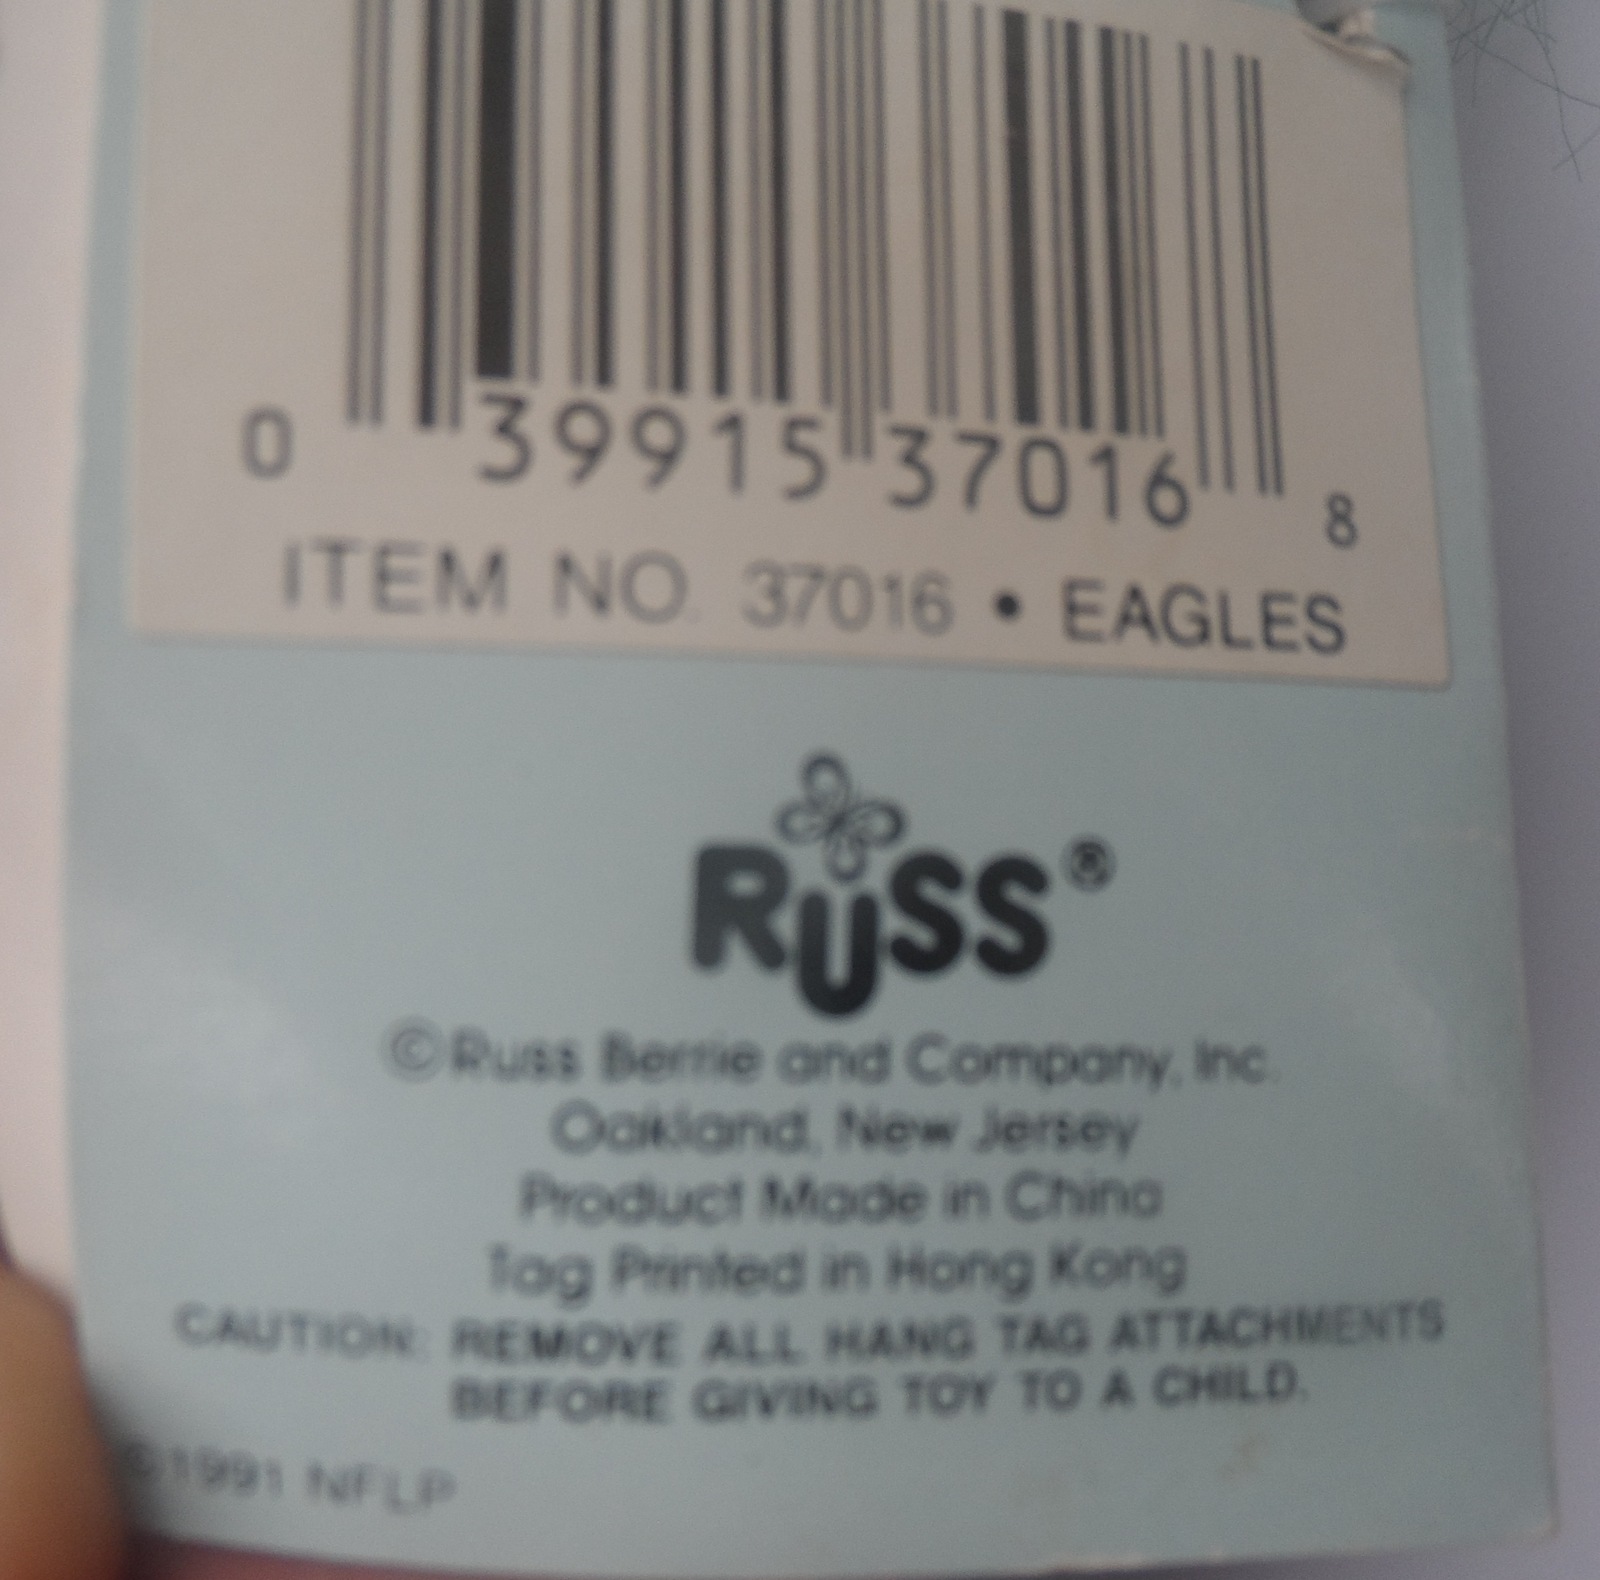 0 39915 37016 8
ITEM NO. 37016 • EAGLES
RUSS®
©Russ Berrie and Company, Inc.
Oakland, New Jersey
Product Made in China
Tag Printed in Hong Kong
CAUTION: REMOVE ALL HANG TAG ATTACHMENTS
BEFORE GIVING TOY TO A CHILD.
©1991 NFLP